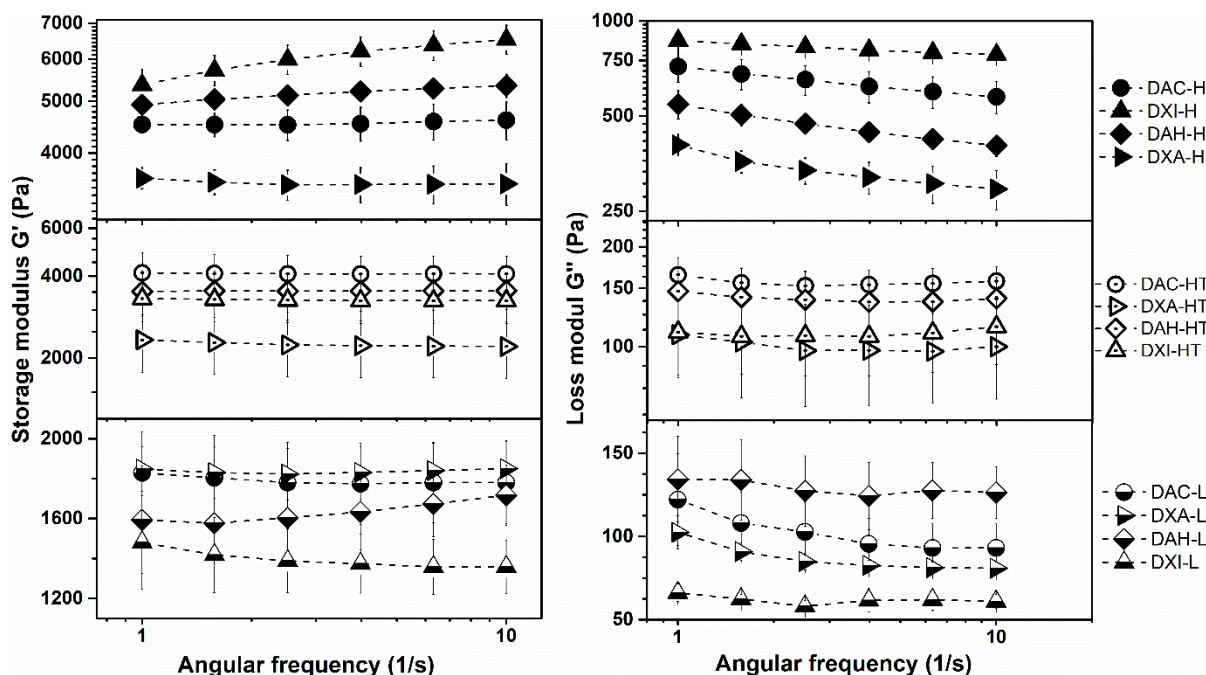 Storage modulus G' (Pa)
7000
6000
5000
4000
6000
4000
2000
2000
1600
1200
1
10
Angular frequency (1/s)
Loss modul G'' (Pa)
1000
750
500
250
200
150
100
150
100
50
1
10
Angular frequency (1/s)
DAC-H
DXI-H
DAH-H
DXA-H
DAC-HT
DXA-HT
DAH-HT
DXI-HT
DAC-L
DXA-L
DAH-L
DXI-L